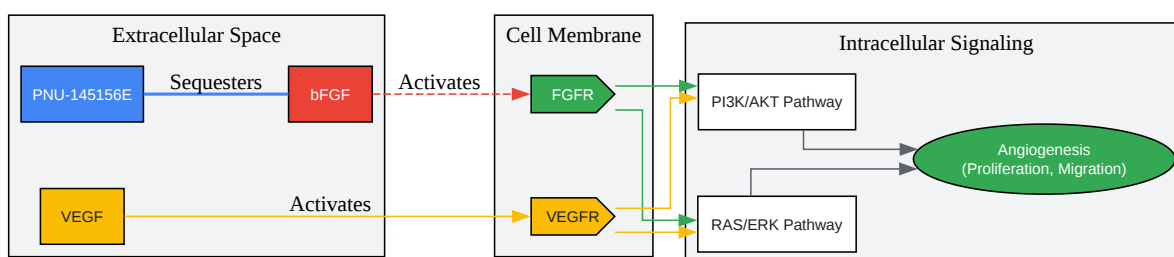 Extracellular Space
PNU-145156E
Sequesters
bFGF
Activates
VEGF
Activates
Cell Membrane
FGFR
VEGFR
Intracellular Signaling
PI3K/AKT Pathway
RAS/ERK Pathway
Angiogenesis
(Proliferation, Migration)